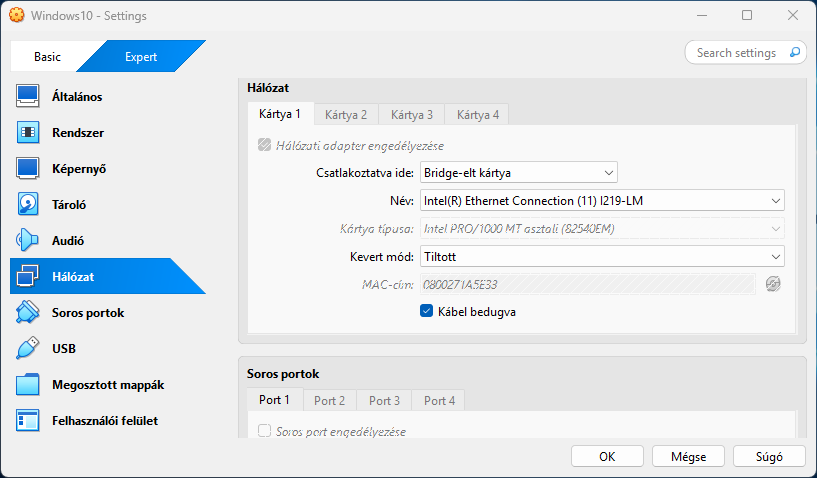 Windows10 - Settings
Basic
Expert
Search settings
Általános
Rendszer
Képernyő
Tároló
Audió
Hálózat
Soros portok
USB
Megosztott mappák
Felhasználói felület
Hálózat
Kártya 1
Kártya 2
Kártya 3
Kártya 4
Hálózati adapter engedélyezése
Csatlakoztatva ide: Bridge-elt kártya
Név: Intel(R) Ethernet Connection (11) I219-LM
Kártya típusa: Intel PRO/1000 MT asztali (82540EM)
Kevert mód: Tiltott
MAC-cím: 0800271A5E33
Kábel bedugva
Soros portok
Port 1
Port 2
Port 3
Port 4
Soros port engedélyezése
OK
Mégse
Súgó